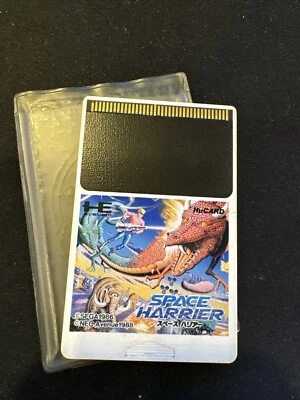 HE
HuCARD
SPACE
HARRIER
スペースハリアー
©SEGA1986
©NEC Avenue1988